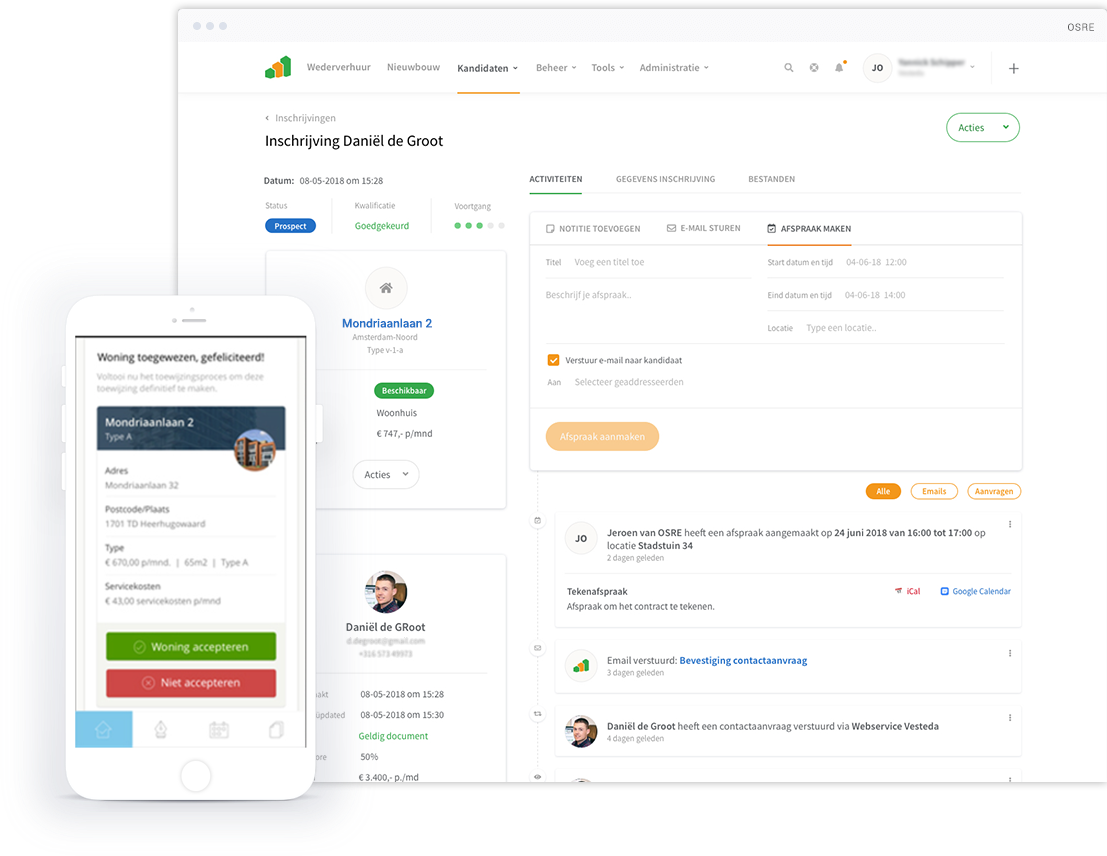 OSRE
Wederverhuur
Nieuwbouw
Kandidaten
Beheer
Tools
Administratie
JO
Inschrijvingen
Inschrijving Daniël de Groot
Acties
Datum: 08-05-2018 om 15:28
Status
Kwalificatie
Voortgang
Prospect
Goedgekeurd
Mondriaanlaan 2
Amsterdam-Noord
Type v-1-a
Beschikbaar
Woonhuis
€ 747,- p/mnd
Acties
Daniël de GRoot
d.degroot@gmail.com
+316 573 49973
akt 08-05-2018 om 15:28
updated 08-05-2018 om 15:30
Geldig document
ore 50%
€ 3.400,- p./md
ACTIVITEITEN
GEGEVENS INSCHRIJVING
BESTANDEN
NOTITIE TOEVOEGEN
E-MAIL STUREN
AFSPRAAK MAKEN
Titel Voeg een titel toe
Beschrijf je afspraak..
Start datum en tijd 04-06-18 12:00
Eind datum en tijd 04-06-18 14:00
Locatie Type een locatie..
Verstuur e-mail naar kandidaat
Aan Selecteer geaddresseerden
Afspraak aanmaken
Alle
Emails
Aanvragen
JO
Jeroen van OSRE heeft een afspraak aangemaakt op 24 juni 2018 van 16:00 tot 17:00 op
locatie Stadstuin 34
2 dagen geleden
Tekenafspraak
iCal
Google Calendar
Afspraak om het contract te tekenen.
Email verstuurd: Bevestiging contactaanvraag
3 dagen geleden
Daniël de Groot heeft een contactaanvraag verstuurd via Webservice Vesteda
4 dagen geleden
Woning toegewezen, gefeliciteerd!
Voltooi nu het toewijzingsproces om deze
toewijzing definitief te maken.
Mondriaanlaan 2
Type A
Adres
Mondriaanlaan 32
Postcode/Plaats
1701 TD Heerhugowaard
Type
€ 670,00 p/mnd. | 65m2 | Type A
Servicekosten
€ 43,00 servicekosten p/mnd
Woning accepteren
Niet accepteren